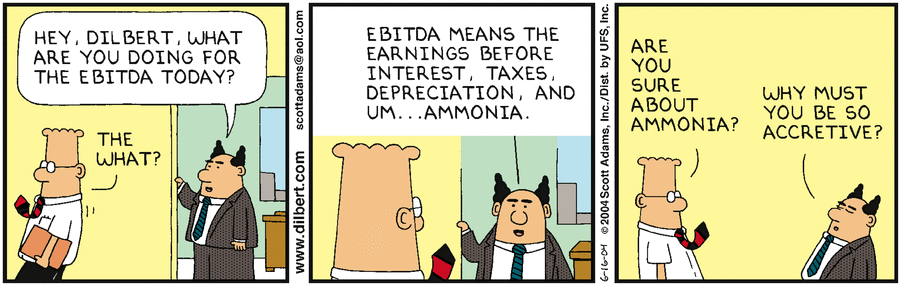 HEY, DILBERT, WHAT
ARE YOU DOING FOR
THE EBITDA TODAY?
THE
WHAT?
www.dilbert.com
scottadams@aol.com
EBITDA MEANS THE
EARNINGS BEFORE
INTEREST, TAXES,
DEPRECIATION, AND
UM...AMMONIA.
6-16-04 © 2004 Scott Adams, Inc./Dist. by UFS, Inc.
ARE
YOU
SURE
ABOUT
AMMONIA?
WHY MUST
YOU BE SO
ACCRETIVE?